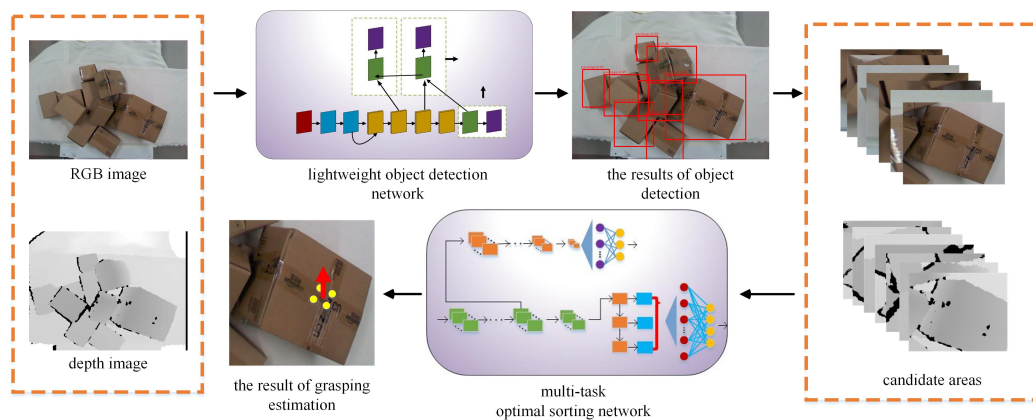 RGB image
lightweight object detection
network
the results of object
detection
depth image
the result of grasping
estimation
multi-task
optimal sorting network
candidate areas